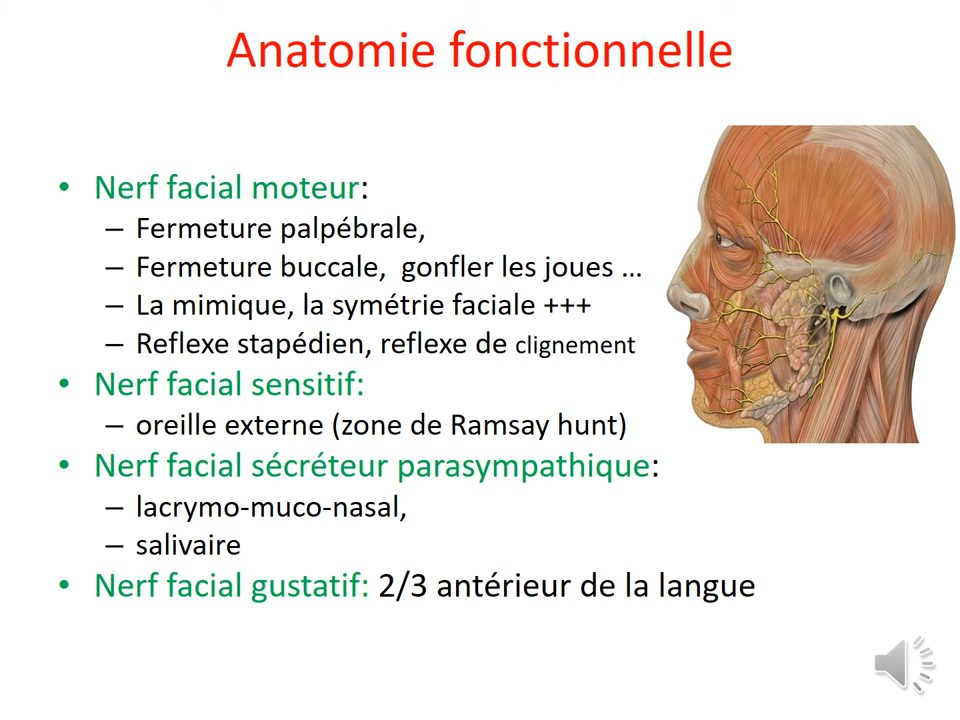 Anatomie fonctionnelle
• Nerf facial moteur:
– Fermeture palpébrale,
– Fermeture buccale, gonfler les joues …
– La mimique, la symétrie faciale +++
– Reflexe stapédien, reflexe de clignement
• Nerf facial sensitif:
– oreille externe (zone de Ramsay hunt)
• Nerf facial sécréteur parasympathique:
– lacrymo-muco-nasal,
– salivaire
• Nerf facial gustatif: 2/3 antérieur de la langue